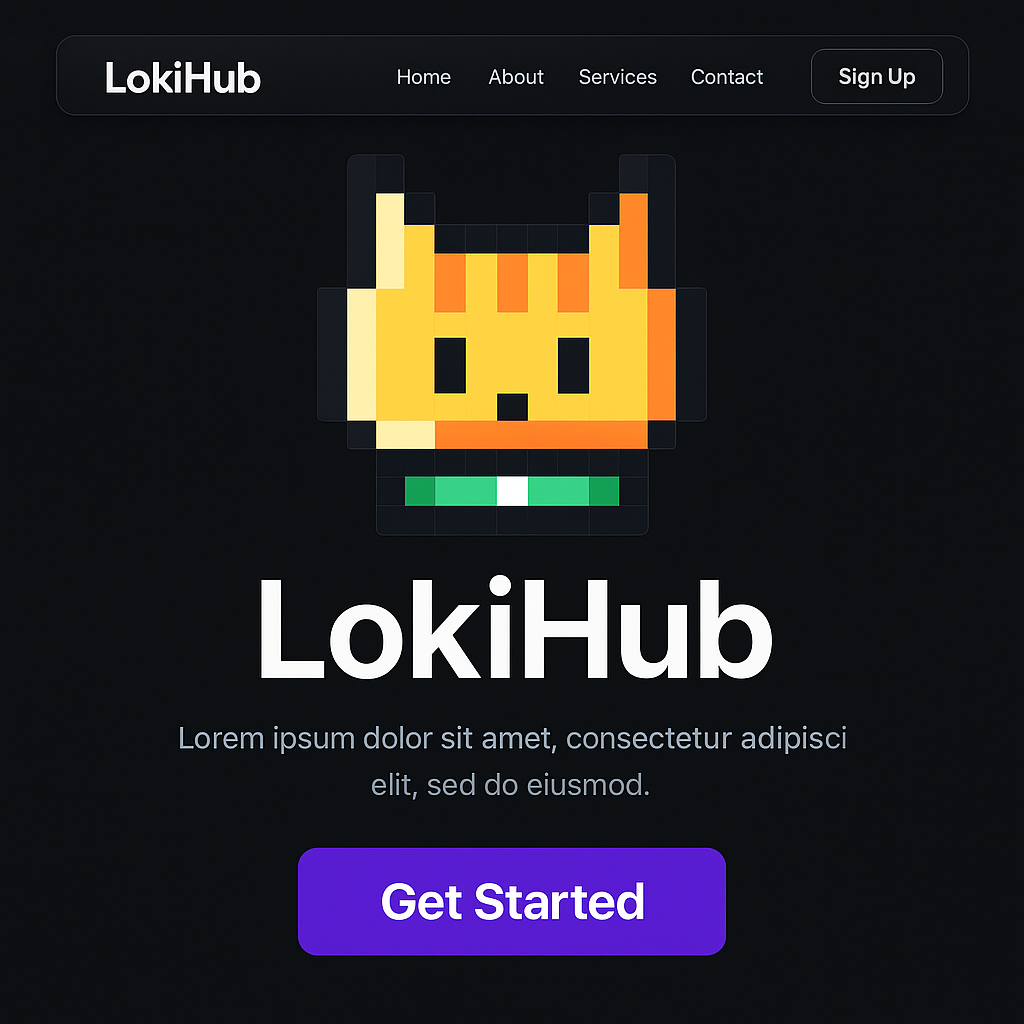 LokiHub Home About Services Contact Sign Up
LokiHub
Lorem ipsum dolor sit amet, consectetur adipisci
elit, sed do eiusmod.
Get Started